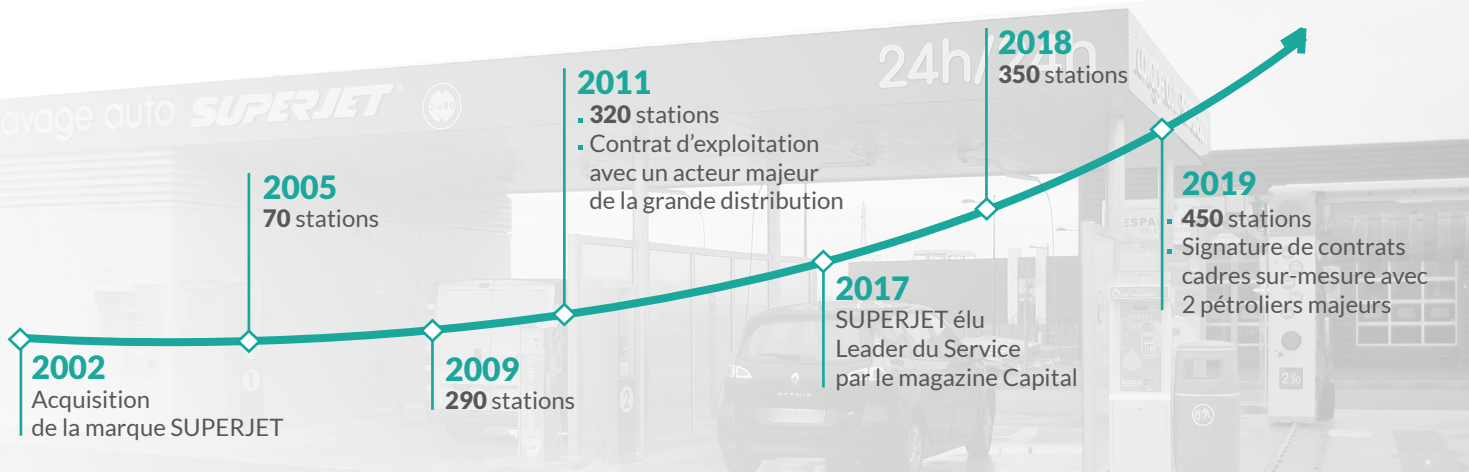 avage auto SUPERJET
24h/24h
2002
Acquisition
de la marque SUPERJET
2005
70 stations
2009
290 stations
2011
320 stations
Contrat d’exploitation
avec un acteur majeur
de la grande distribution
2017
SUPERJET élu
Leader du Service
par le magazine Capital
2018
350 stations
2019
450 stations
Signature de contrats
cadres sur-mesure avec
2 pétroliers majeurs
1
2